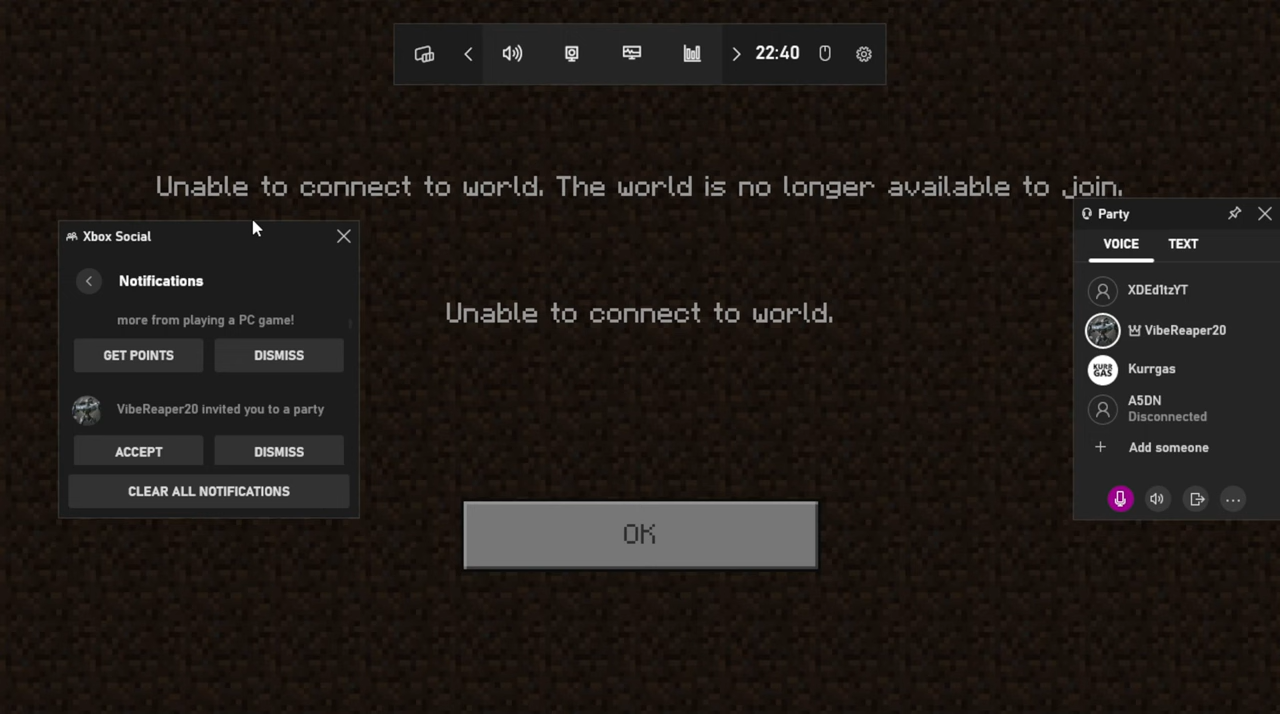 22:40
Unable to connect to world. The world is no longer available to join.
Xbox Social
Notifications
more from playing a PC game!
GET POINTS
DISMISS
VibeReaper20 invited you to a party
ACCEPT
DISMISS
CLEAR ALL NOTIFICATIONS
Unable to connect to world.
OK
Party
VOICE
TEXT
XDEd1tzYT
VibeReaper20
KURR
GAS
Kurrgas
A5DN
Disconnected
Add someone